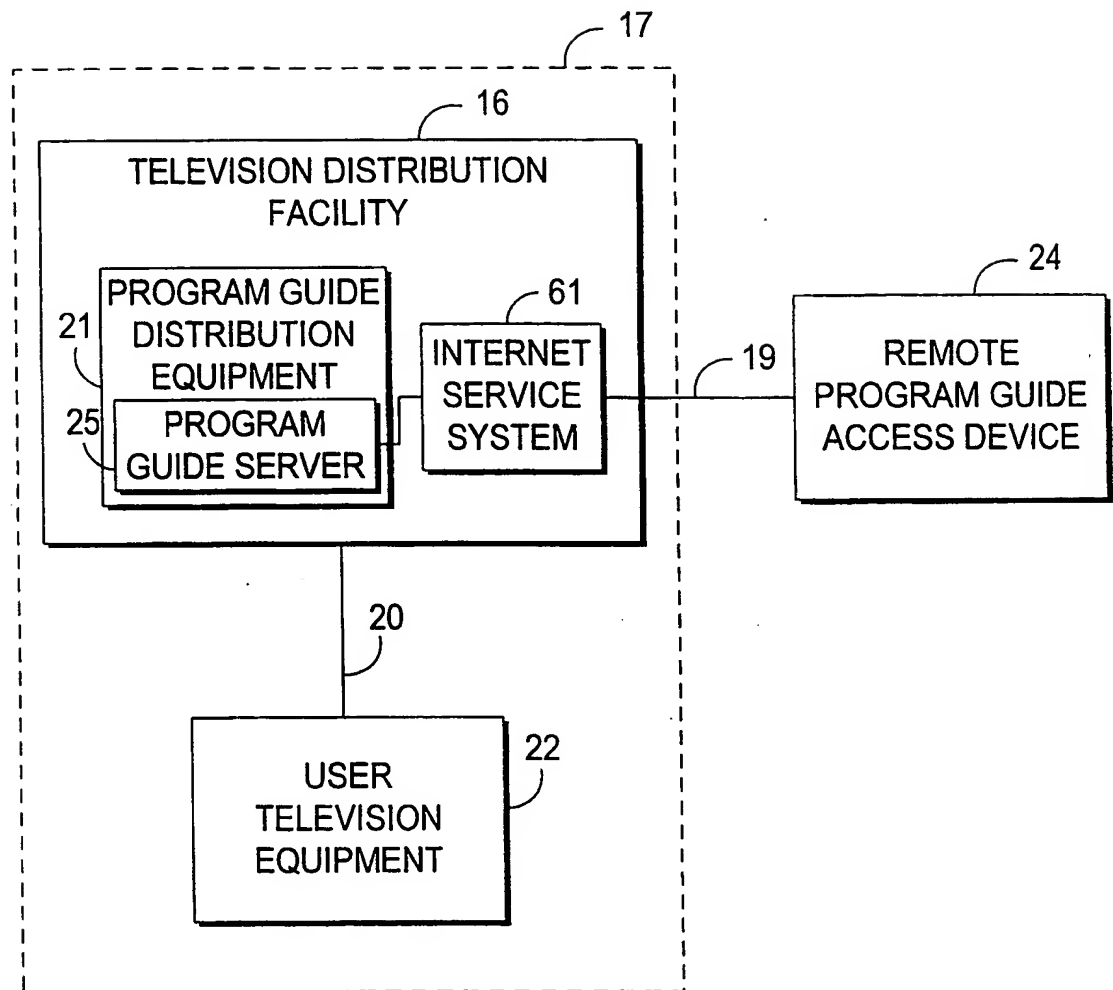 17
16
TELEVISION DISTRIBUTION
FACILITY
PROGRAM GUIDE
DISTRIBUTION
EQUIPMENT
21
25
PROGRAM
GUIDE SERVER
61
INTERNET
SERVICE
SYSTEM
19
24
REMOTE
PROGRAM GUIDE
ACCESS DEVICE
20
22
USER
TELEVISION
EQUIPMENT